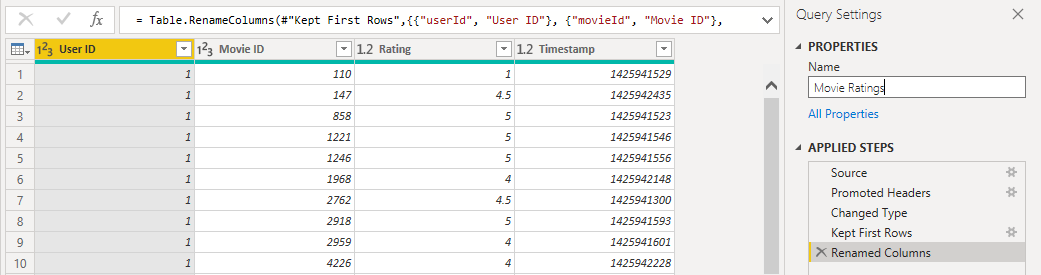 = Table.RenameColumns(#"Kept First Rows",{{"userId", "User ID"}, {"movieId", "Movie ID"},
1²3 User ID 1²3 Movie ID 1.2 Rating 1.2 Timestamp
1 1 110 1 1425941529
2 1 147 4.5 1425942435
3 1 858 5 1425941523
4 1 1221 5 1425941546
5 1 1246 5 1425941556
6 1 1968 4 1425942148
7 1 2762 4.5 1425941300
8 1 2918 5 1425941593
9 1 2959 4 1425941601
10 1 4226 4 1425942228
Query Settings
PROPERTIES
Name
Movie Ratings
All Properties
APPLIED STEPS
Source
Promoted Headers
Changed Type
Kept First Rows
Renamed Columns